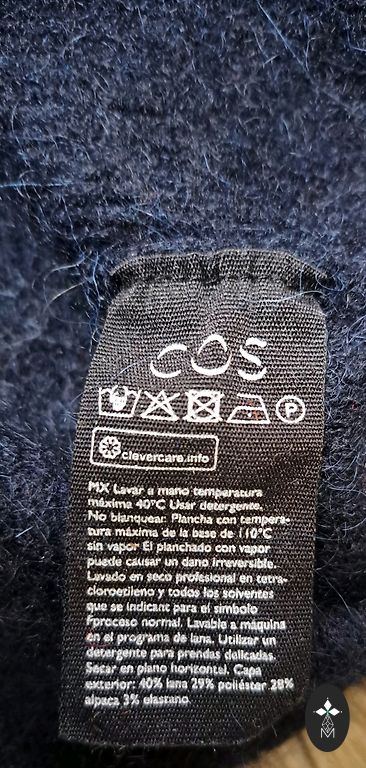 COS
P
clevercare.info
MX Lavar a mano temperatura
máxima 40°C Usar detergente.
No blanquear. Plancha con tempera-
tura máxima de la base de 110°C
sin vapor El planchado con vapor
puede causar un dano irreversible.
Lavado en seco profesional en tetra-
cloroetileno y todos los solventes
que se indicant para el símbolo
P.proceso normal. Lavable a máquina
en el programa de lana. Utilizar un
detergente para prendas delicadas.
Secar en plano horizontal. Capa
exterior: 40% lana 29% poliéster 28%
alpaca 3% elastano.
M